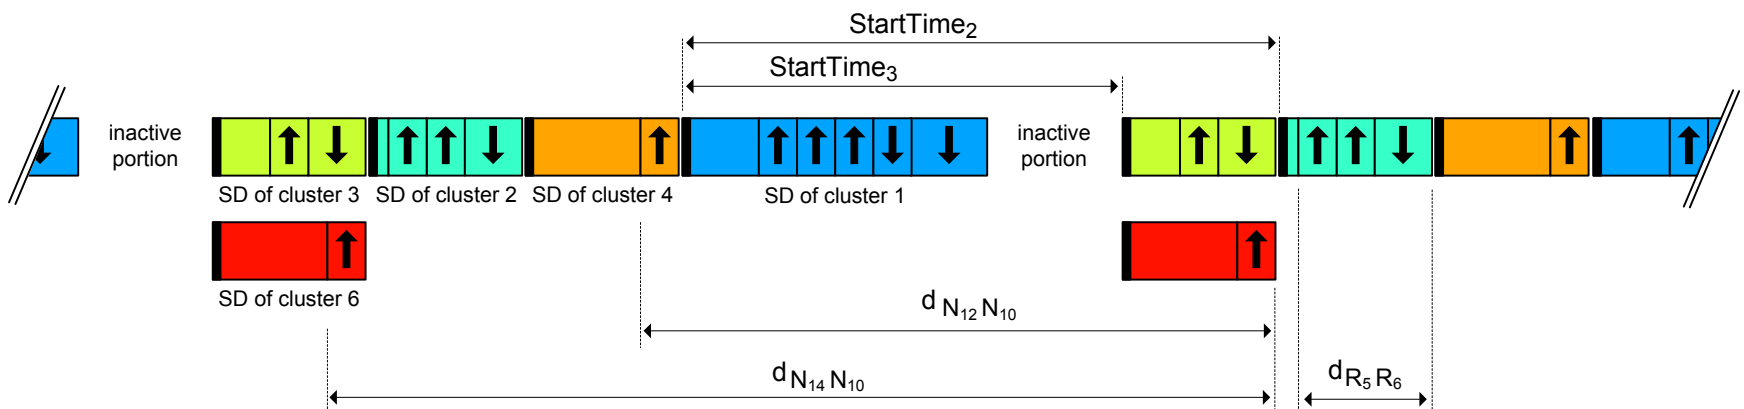 StartTime₂
StartTime₃
inactive
portion
inactive
portion
SD of cluster 3
SD of cluster 2
SD of cluster 4
SD of cluster 1
SD of cluster 6
d N₁₂ N₁₀
d N₁₄ N₁₀
d R₅ R₆